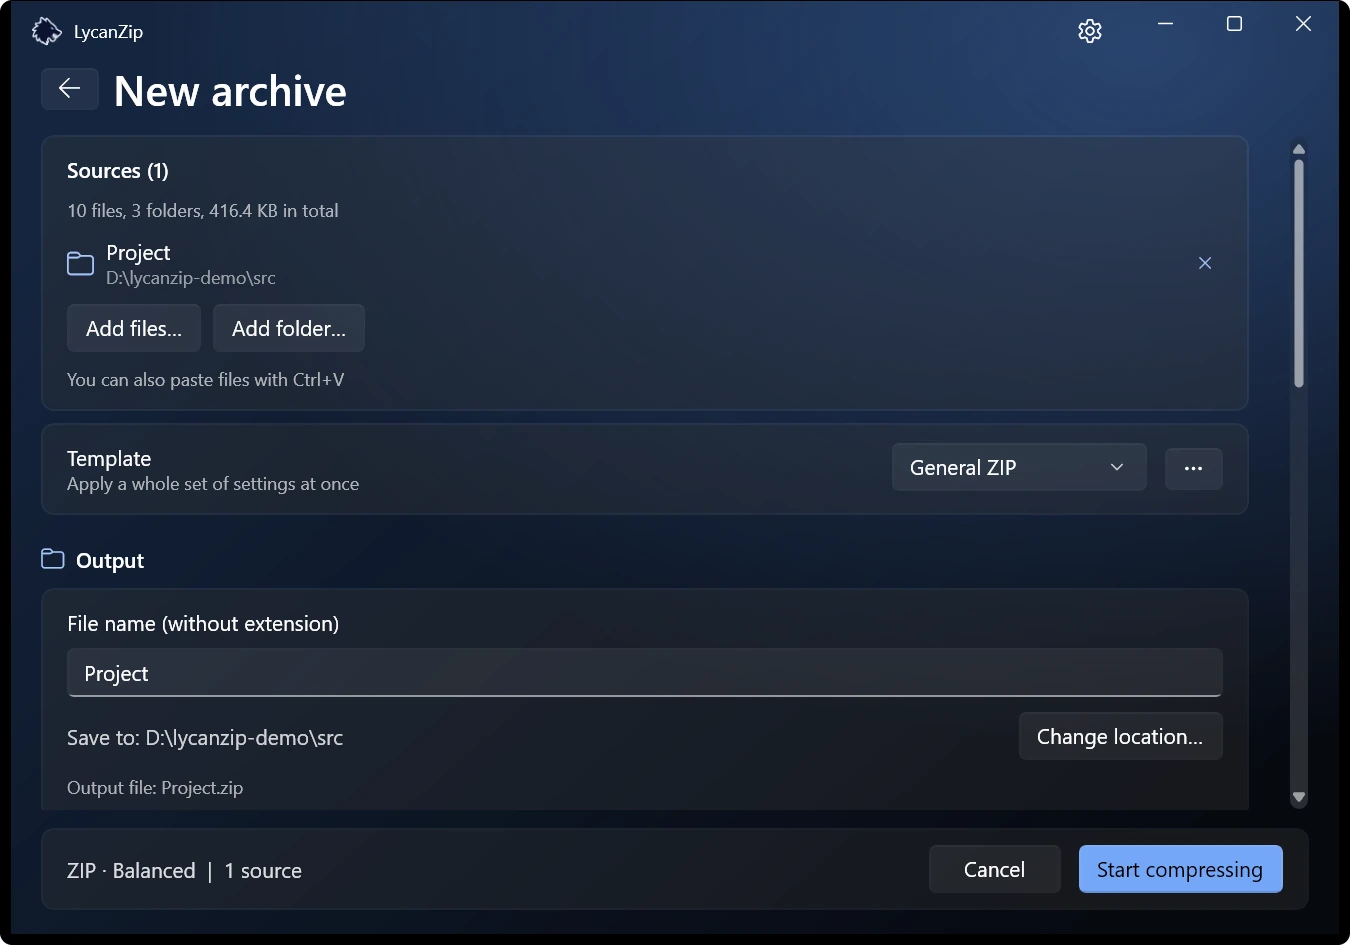 LycanZip
New archive
Sources (1)
10 files, 3 folders, 416.4 KB in total
Project
D:\lycanzip-demo\src
Add files...
Add folder...
You can also paste files with Ctrl+V
Template
Apply a whole set of settings at once
General ZIP
Output
File name (without extension)
Project
Save to: D:\lycanzip-demo\src
Change location...
Output file: Project.zip
ZIP · Balanced | 1 source
Cancel
Start compressing